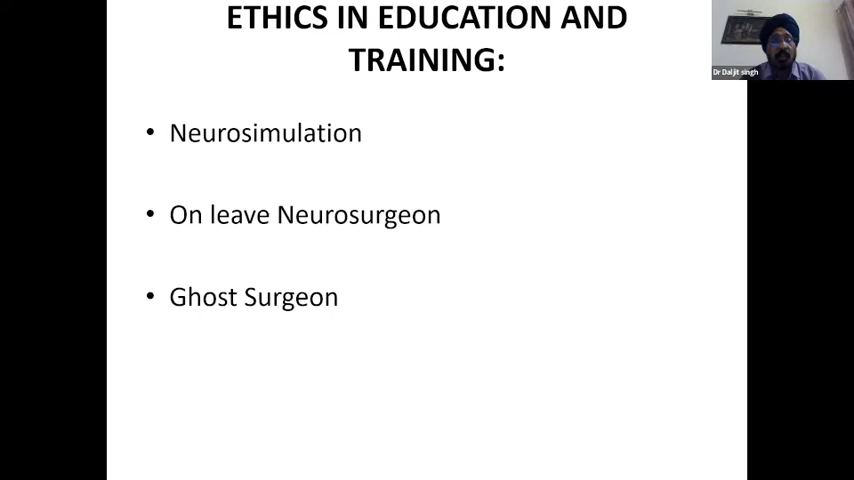 ETHICS IN EDUCATION AND
TRAINING:
Dr Daljit singh
• Neurosimulation
• On leave Neurosurgeon
• Ghost Surgeon